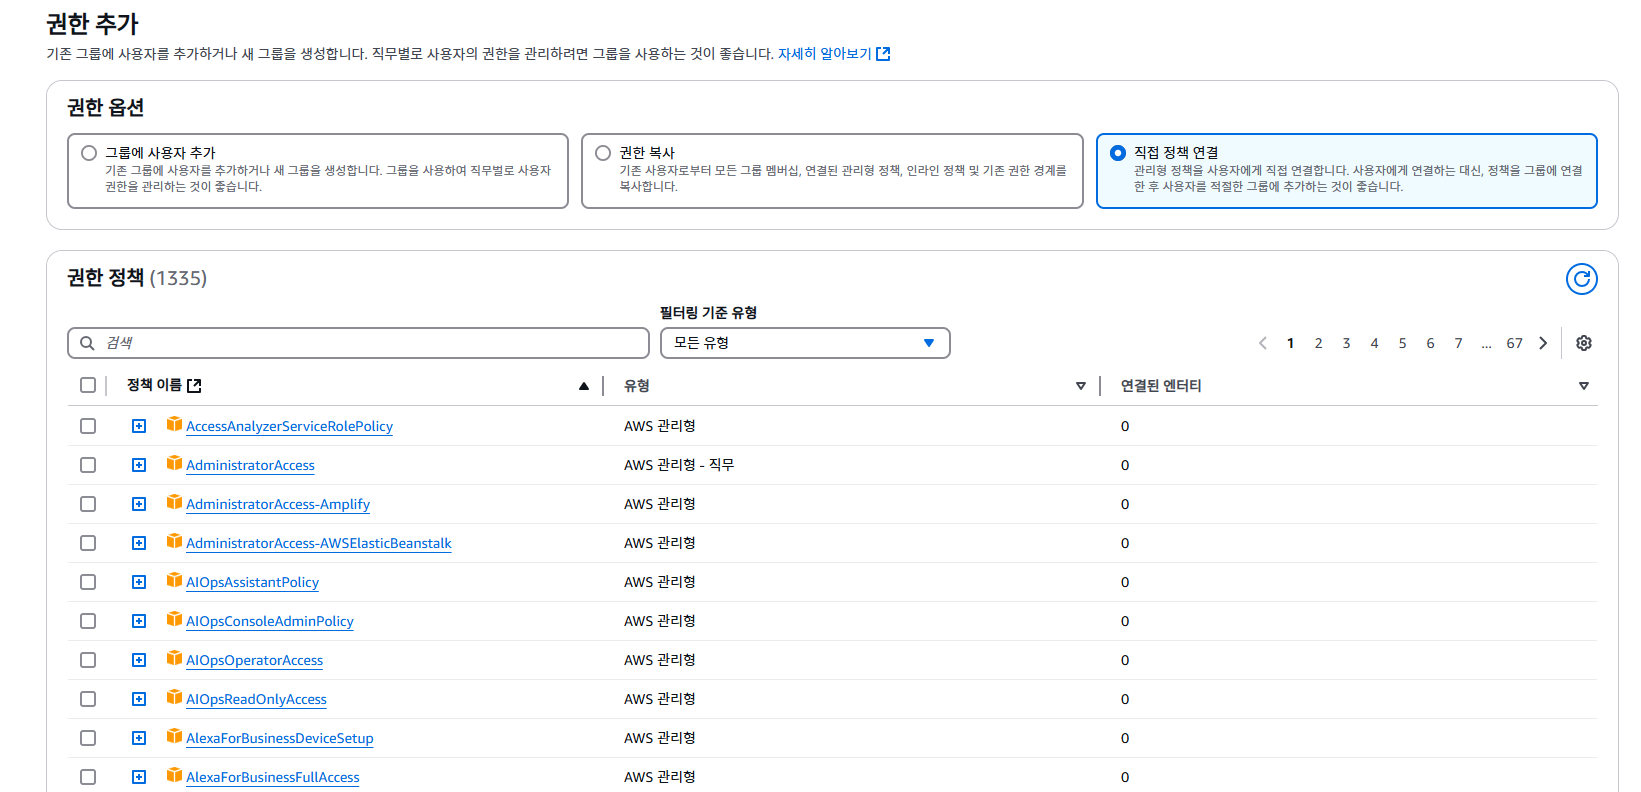 권한 추가
기존 그룹에 사용자를 추가하거나 새 그룹을 생성합니다. 직무별로 사용자의 권한을 관리하려면 그룹을 사용하는 것이 좋습니다. 자세히 알아보기
권한 옵션
그룹에 사용자 추가
기존 그룹에 사용자를 추가하거나 새 그룹을 생성합니다. 그룹을 사용하여 직무별로 사용자
권한을 관리하는 것이 좋습니다.
권한 복사
기존 사용자로부터 모든 그룹 멤버십, 연결된 관리형 정책, 인라인 정책 및 기존 권한 경계를
복사합니다.
직접 정책 연결
관리형 정책을 사용자에게 직접 연결합니다. 사용자에게 연결하는 대신, 정책을 그룹에 연결
한 후 사용자를 적절한 그룹에 추가하는 것이 좋습니다.
권한 정책 (1335)
필터링 기준 유형
검색
모든 유형
1 2 3 4 5 6 7 ... 67
정책 이름 유형 연결된 엔터티
AccessAnalyzerServiceRolePolicy AWS 관리형 0
AdministratorAccess AWS 관리형 - 직무 0
AdministratorAccess-Amplify AWS 관리형 0
AdministratorAccess-AWSElasticBeanstalk AWS 관리형 0
AIOpsAssistantPolicy AWS 관리형 0
AIOpsConsoleAdminPolicy AWS 관리형 0
AIOpsOperatorAccess AWS 관리형 0
AIOpsReadOnlyAccess AWS 관리형 0
AlexaForBusinessDeviceSetup AWS 관리형 0
AlexaForBusinessFullAccess AWS 관리형 0